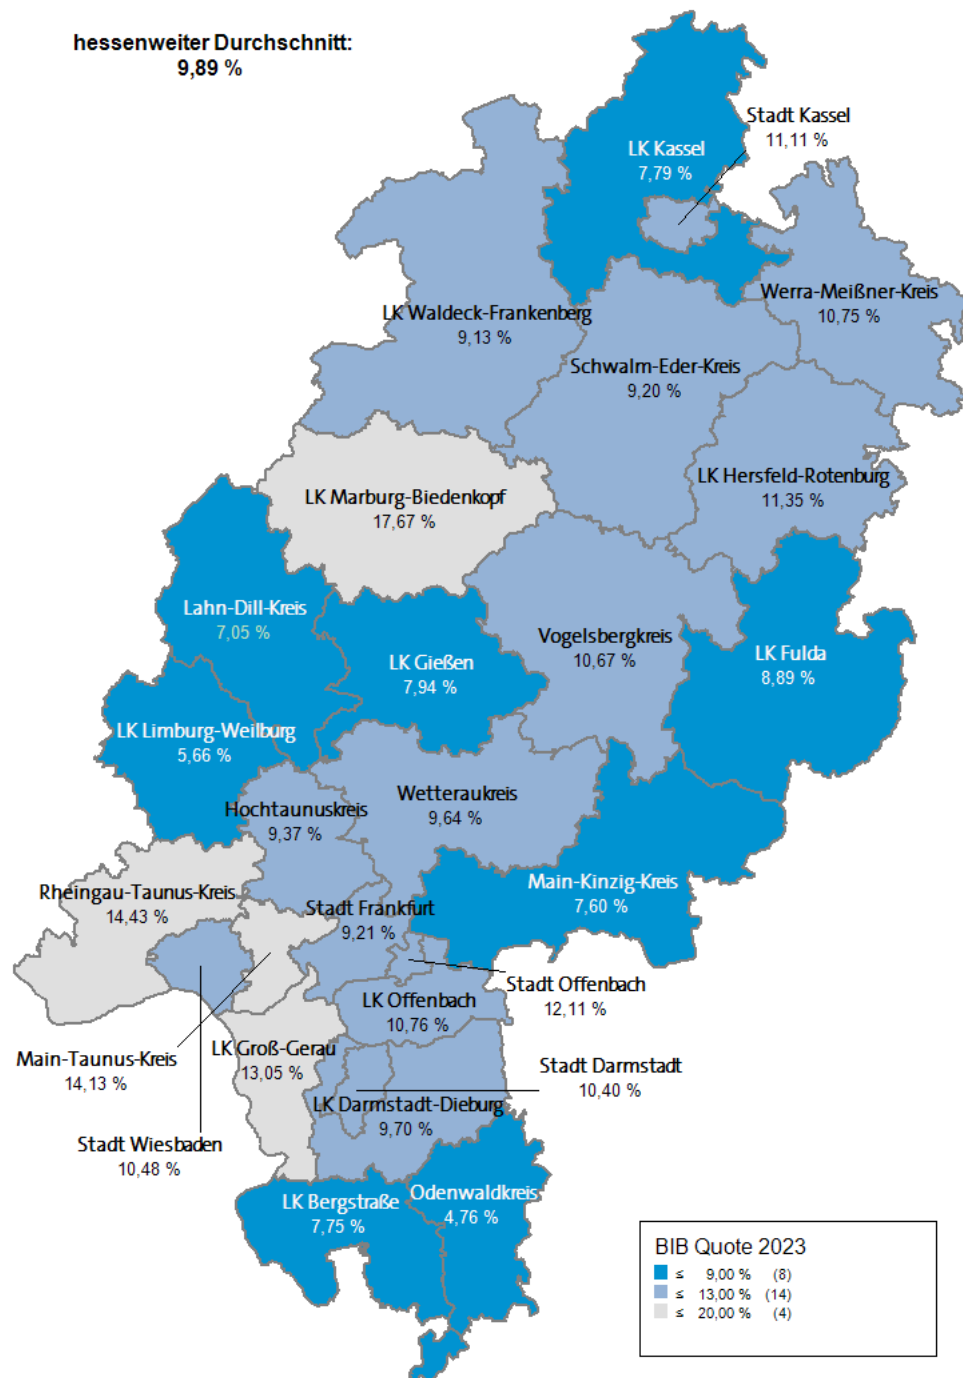 hessenweiter Durchschnitt:
9,89 %
Stadt Kassel
11,11 %
LK Kassel
7,79 %
Werra-Meißner-Kreis
10,75 %
LK Waldeck-Frankenberg
9,13 %
Schwalm-Eder-Kreis
9,20 %
LK Hersfeld-Rotenburg
11,35 %
LK Marburg-Biedenkopf
17,67 %
Lahn-Dill-Kreis
7,05 %
Vogelsbergkreis
10,67 %
LK Gießen
7,94 %
LK Fulda
8,89 %
LK Limburg-Weilburg
5,66 %
Wetteraukreis
9,64 %
Hochtaunuskreis
9,37 %
Main-Kinzig-Kreis
7,60 %
Rheingau-Taunus-Kreis
14,43 %
Stadt Frankfurt
9,21 %
Stadt Offenbach
12,11 %
LK Offenbach
10,76 %
Main-Taunus-Kreis
14,13 %
LK Groß-Gerau
13,05 %
Stadt Darmstadt
10,40 %
LK Darmstadt-Dieburg
9,70 %
Stadt Wiesbaden
10,48 %
LK Bergstraße
7,75 %
Odenwaldkreis
4,76 %
BIB Quote 2023
≤ 9,00 % (8)
≤ 13,00 % (14)
≤ 20,00 % (4)